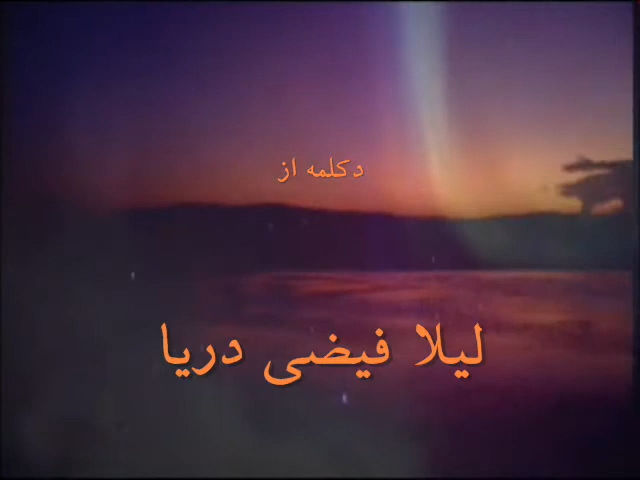 دکلمه از
لیلا فیضی دریا